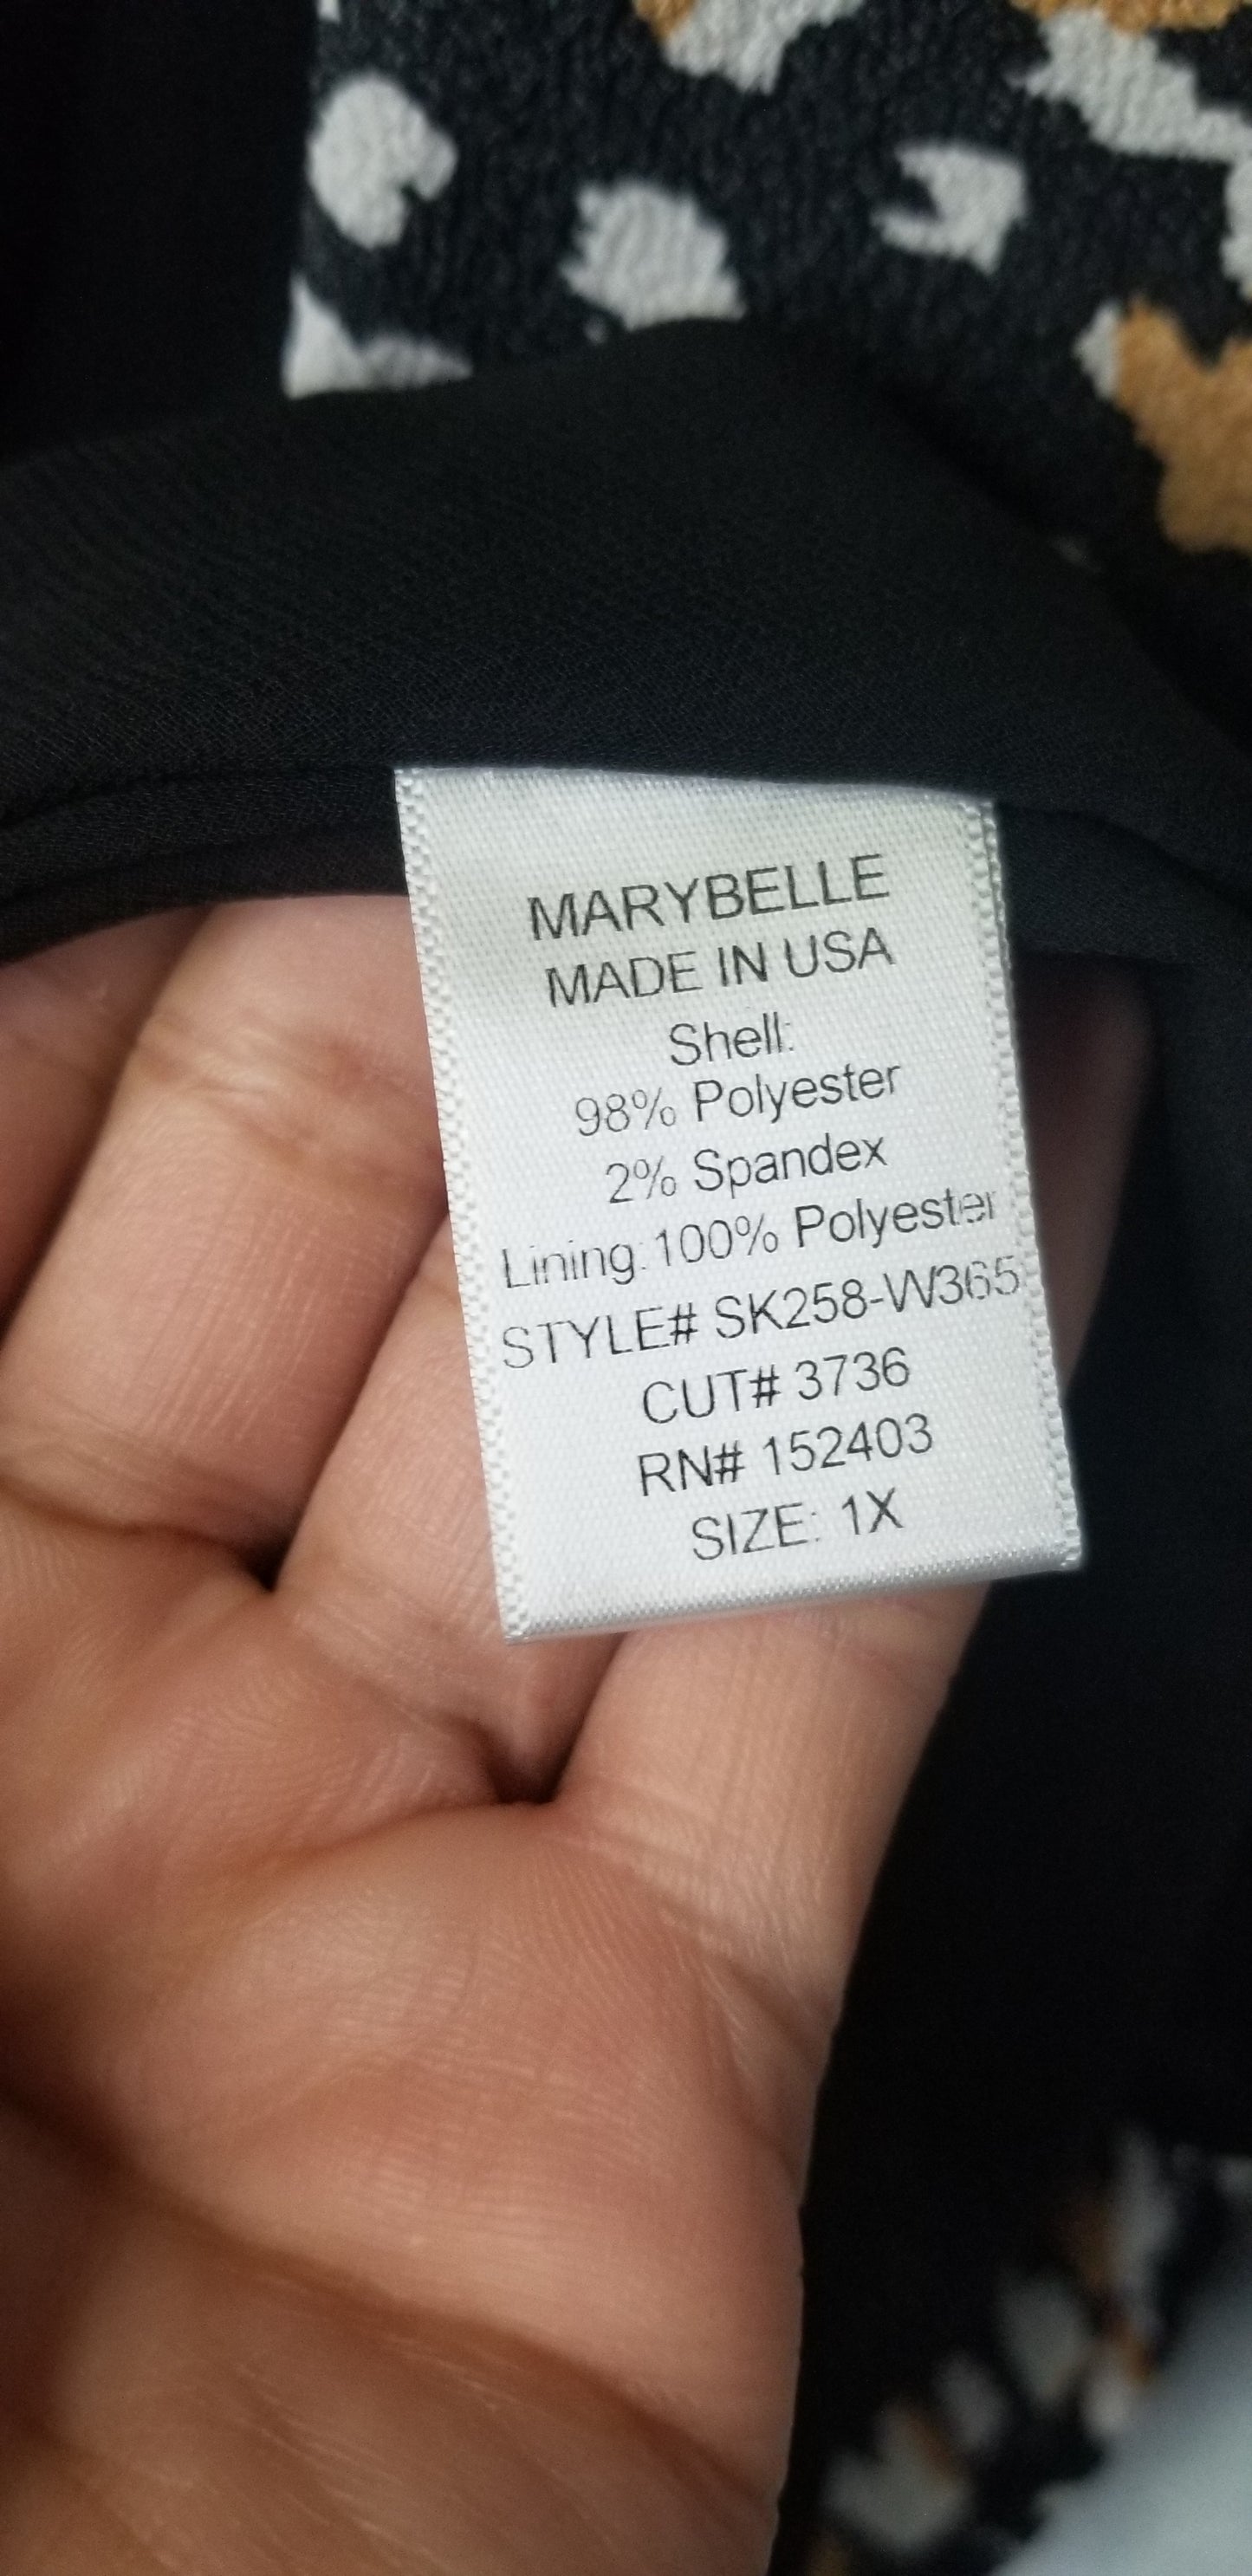 MARYBELLE
MADE IN USA
Shell:
98% Polyester
2% Spandex
Lining:100% Polyester
STYLE# SK258-W365
CUT# 3736
RN# 152403
SIZE: 1X